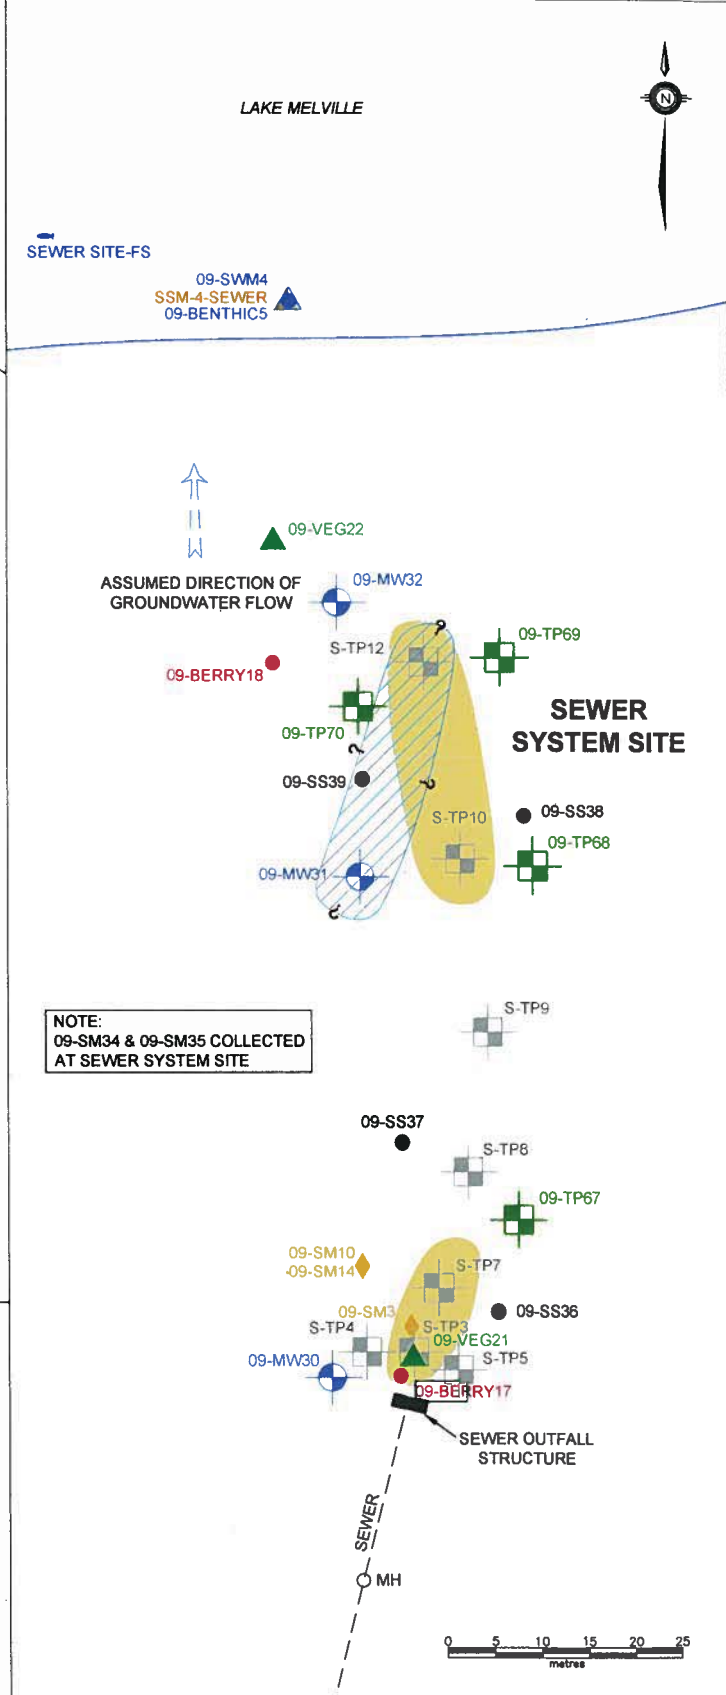 LAKE MELVILLE
N
SEWER SITE-FS
09-SWM4
SSM-4-SEWER
09-BENTHIC5
09-VEG22
ASSUMED DIRECTION OF
GROUNDWATER FLOW
09-MW32
S-TP12
?
09-TP69
09-BERRY18
SEWER
SYSTEM SITE
09-TP70
?
09-SS39
?
S-TP10
09-SS38
09-TP68
09-MW31
?
S-TP9
NOTE:
09-SM34 & 09-SM35 COLLECTED
AT SEWER SYSTEM SITE
09-SS37
S-TP8
09-TP67
09-SM10
09-SM14
S-TP7
09-SM3
09-SS36
S-TP4
S-TP3
09-VEG21
09-MW30
S-TP5
09-BERRY17
SEWER OUTFALL
STRUCTURE
SEWER
MH
0 5 10 15 20 25
metres